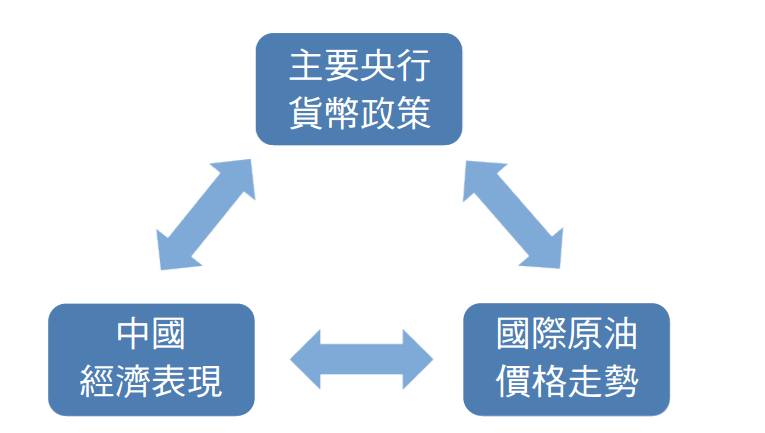 主要央行
貨幣政策
中國
經濟表現
國際原油
價格走勢